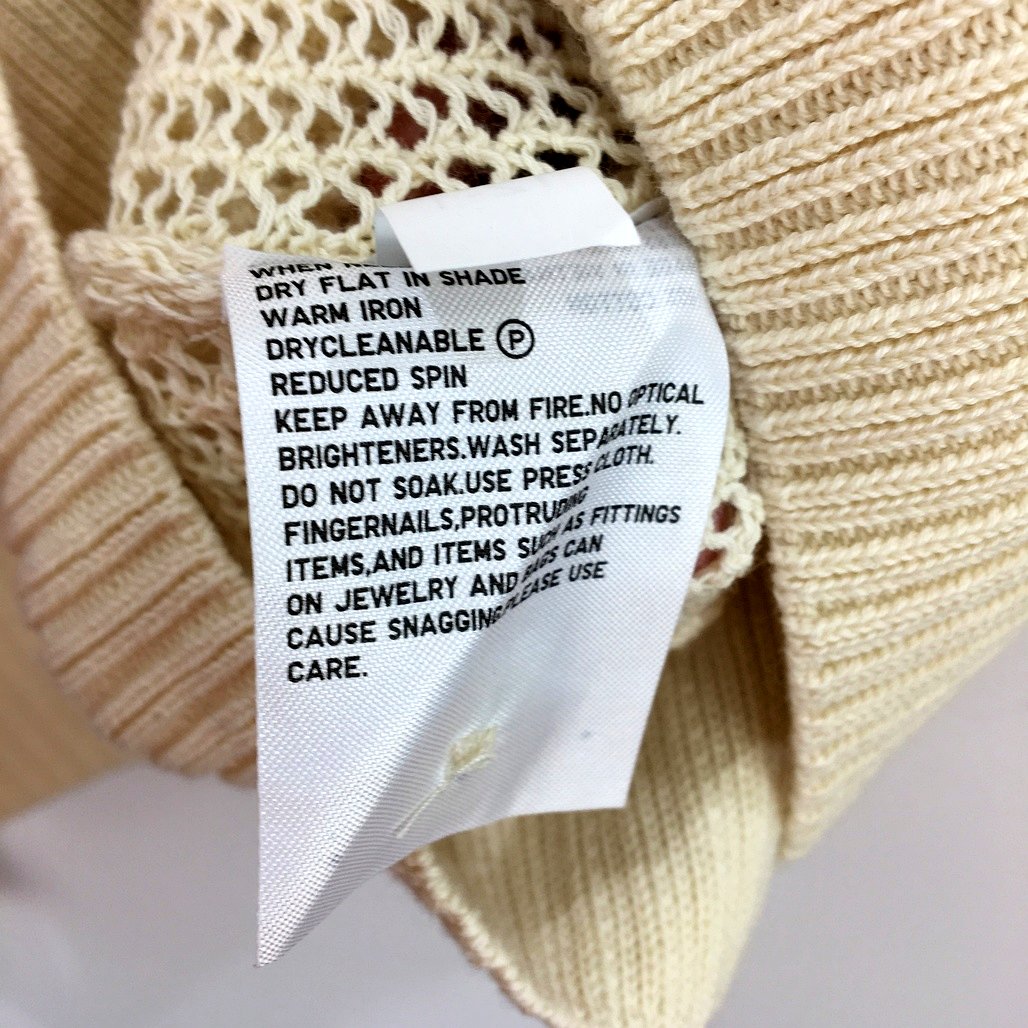 WHEN
DRY FLAT IN SHADE
WARM IRON
DRYCLEANABLE Ⓟ
REDUCED SPIN
KEEP AWAY FROM FIRE.NO OPTICAL
BRIGHTENERS.WASH SEPARATELY.
DO NOT SOAK.USE PRESS CLOTH.
FINGERNAILS,PROTRUDING
ITEMS,AND ITEMS SUCH AS FITTINGS
ON JEWELRY AND BAGS CAN
CAUSE SNAGGING.PLEASE USE
CARE.